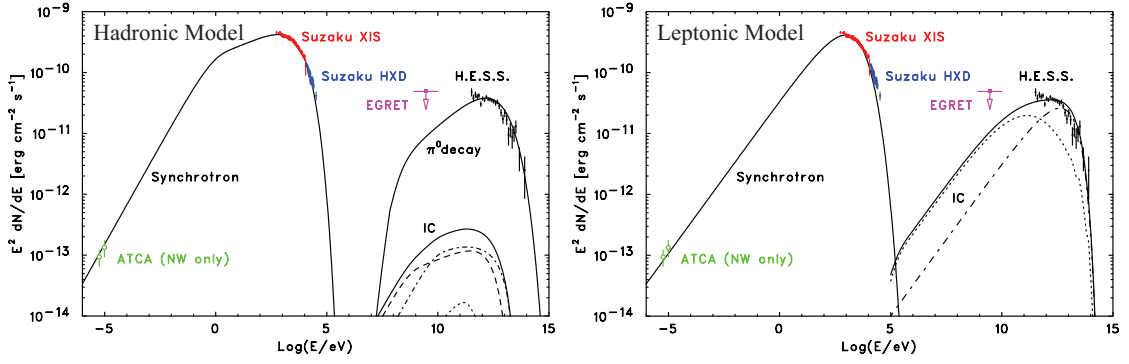 Hadronic Model
Suzaku XIS
Suzaku HXD
EGRET
H.E.S.S.
π⁰decay
Synchrotron
IC
ATCA (NW only)
E² dN/dE [erg cm⁻² s⁻¹]
10⁻⁹
10⁻¹⁰
10⁻¹¹
10⁻¹²
10⁻¹³
10⁻¹⁴
−5 0 5 10 15
Log(E/eV)
Leptonic Model
Suzaku XIS
Suzaku HXD
EGRET
H.E.S.S.
Synchrotron
IC
ATCA (NW only)
E² dN/dE [erg cm⁻² s⁻¹]
10⁻⁹
10⁻¹⁰
10⁻¹¹
10⁻¹²
10⁻¹³
10⁻¹⁴
−5 0 5 10 15
Log(E/eV)